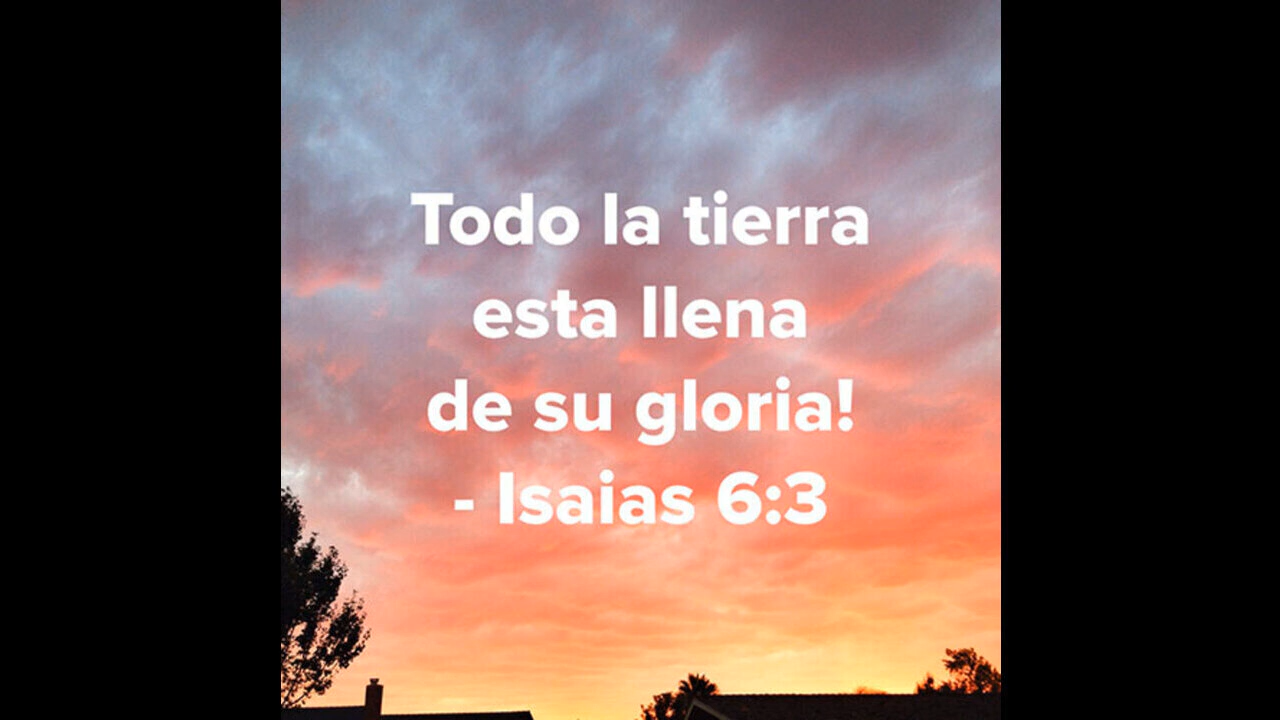 Todo la tierra
esta llena
de su gloria!
- Isaias 6:3